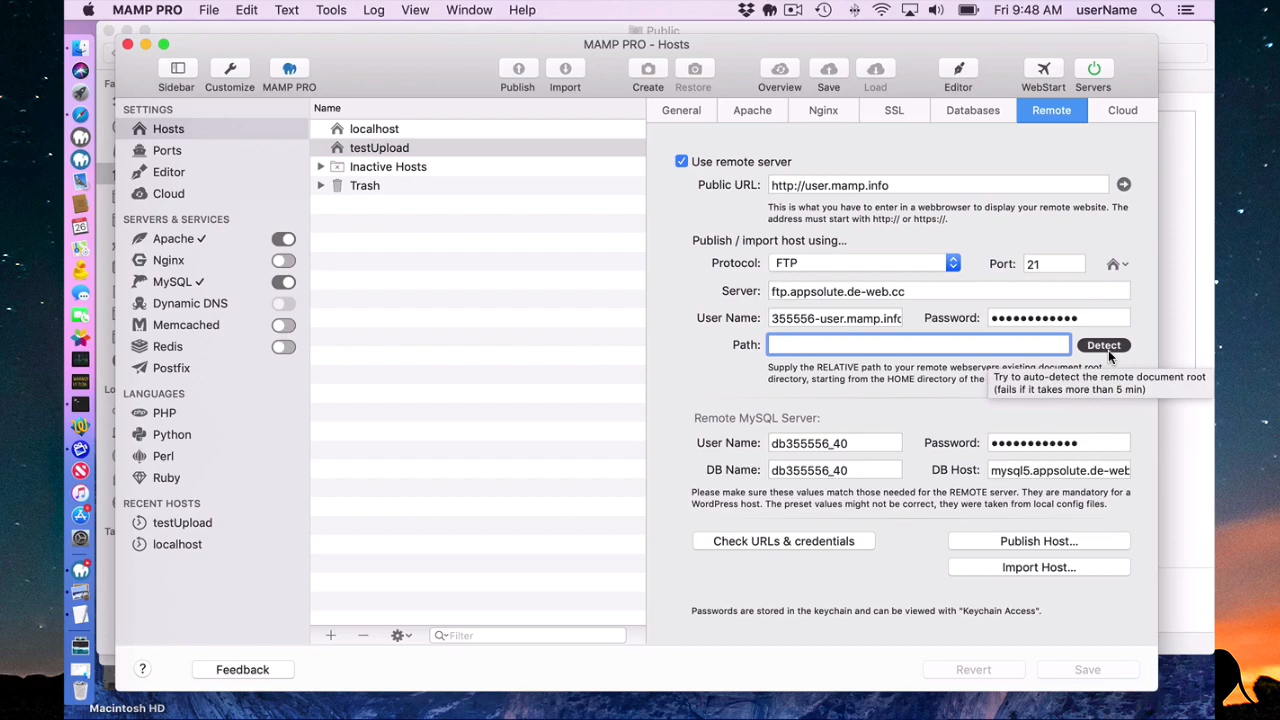 MAMP PRO File Edit Text Tools Log View Window Help Fri 9:48 AM userName
Public
MAMP PRO - Hosts
Sidebar Customize MAMP PRO Publish Import Create Restore Overview Save Load Editor WebStart Servers
SETTINGS
Hosts
Ports
Editor
Cloud
SERVERS & SERVICES
Apache ✓
Nginx
MySQL ✓
Dynamic DNS
Memcached
Redis
Postfix
LANGUAGES
PHP
Python
Perl
Ruby
RECENT HOSTS
testUpload
localhost
Name
localhost
testUpload
Inactive Hosts
Trash
Filter
General Apache Nginx SSL Databases Remote Cloud
Use remote server
Public URL: http://user.mamp.info
This is what you have to enter in a webbrowser to display your remote website. The
address must start with http:// or https://.
Publish / import host using...
Protocol: FTP Port: 21
Server: ftp.appsolute.de-web.cc
User Name: 355556-user.mamp.info Password: ●●●●●●●●●●●●
Path: Detect
Supply the RELATIVE path to your remote webservers existing document root
directory, starting from the HOME directory of the
Try to auto-detect the remote document root
(fails if it takes more than 5 min)
Remote MySQL Server:
User Name: db355556_40 Password: ●●●●●●●●●●●●
DB Name: db355556_40 DB Host: mysql5.appsolute.de-web
Please make sure these values match those needed for the REMOTE server. They are mandatory for a
WordPress host. The preset values might not be correct, they were taken from local config files.
Check URLs & credentials Publish Host...
Import Host...
Passwords are stored in the keychain and can be viewed with "Keychain Access".
? Feedback Revert Save
Macintosh HD